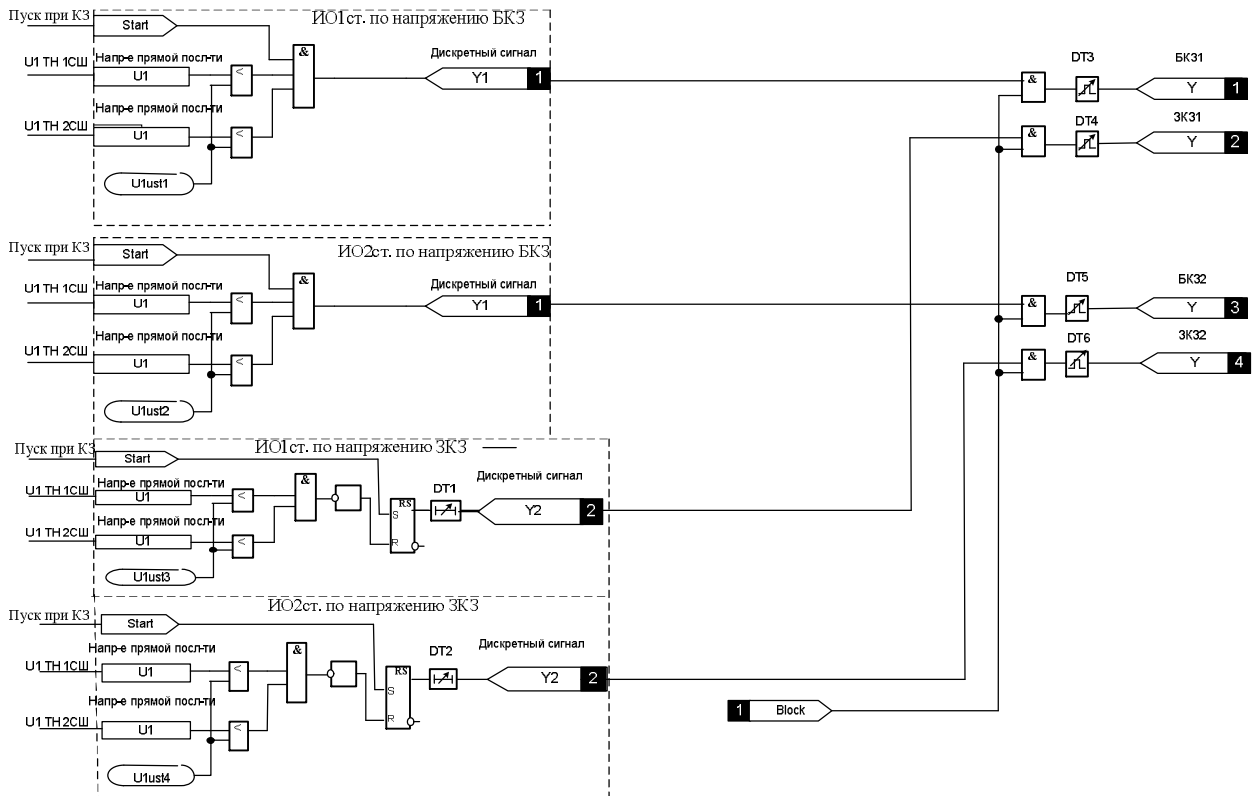 Пуск при КЗ
Start
ИО1ст. по напряжению БКЗ
Напр-е прямой посл-ти
U1 ТН 1СШ
U1
<
&
Дискретный сигнал
Y1
1
Напр-е прямой посл-ти
U1 ТН 2СШ
U1
<
U1ust1
&
DT3
БКЗ1
Y
1
&
DT4
ЗКЗ1
Y
2
Пуск при КЗ
Start
ИО2ст. по напряжению БКЗ
Напр-е прямой посл-ти
U1 ТН 1СШ
U1
<
&
Дискретный сигнал
Y1
1
Напр-е прямой посл-ти
U1 ТН 2СШ
U1
<
U1ust2
&
DT5
БКЗ2
Y
3
&
DT6
ЗКЗ2
Y
4
Пуск при КЗ
Start
ИО1ст. по напряжению ЗКЗ
Напр-е прямой посл-ти
U1 ТН 1СШ
U1
<
&
RS
S
R
DT1
Дискретный сигнал
Y2
2
Напр-е прямой посл-ти
U1 ТН 2СШ
U1
<
U1ust3
Пуск при КЗ
Start
ИО2ст. по напряжению ЗКЗ
Напр-е прямой посл-ти
U1 ТН 1СШ
U1
<
&
RS
S
R
DT2
Дискретный сигнал
Y2
2
Напр-е прямой посл-ти
U1 ТН 2СШ
U1
<
U1ust4
1
Block